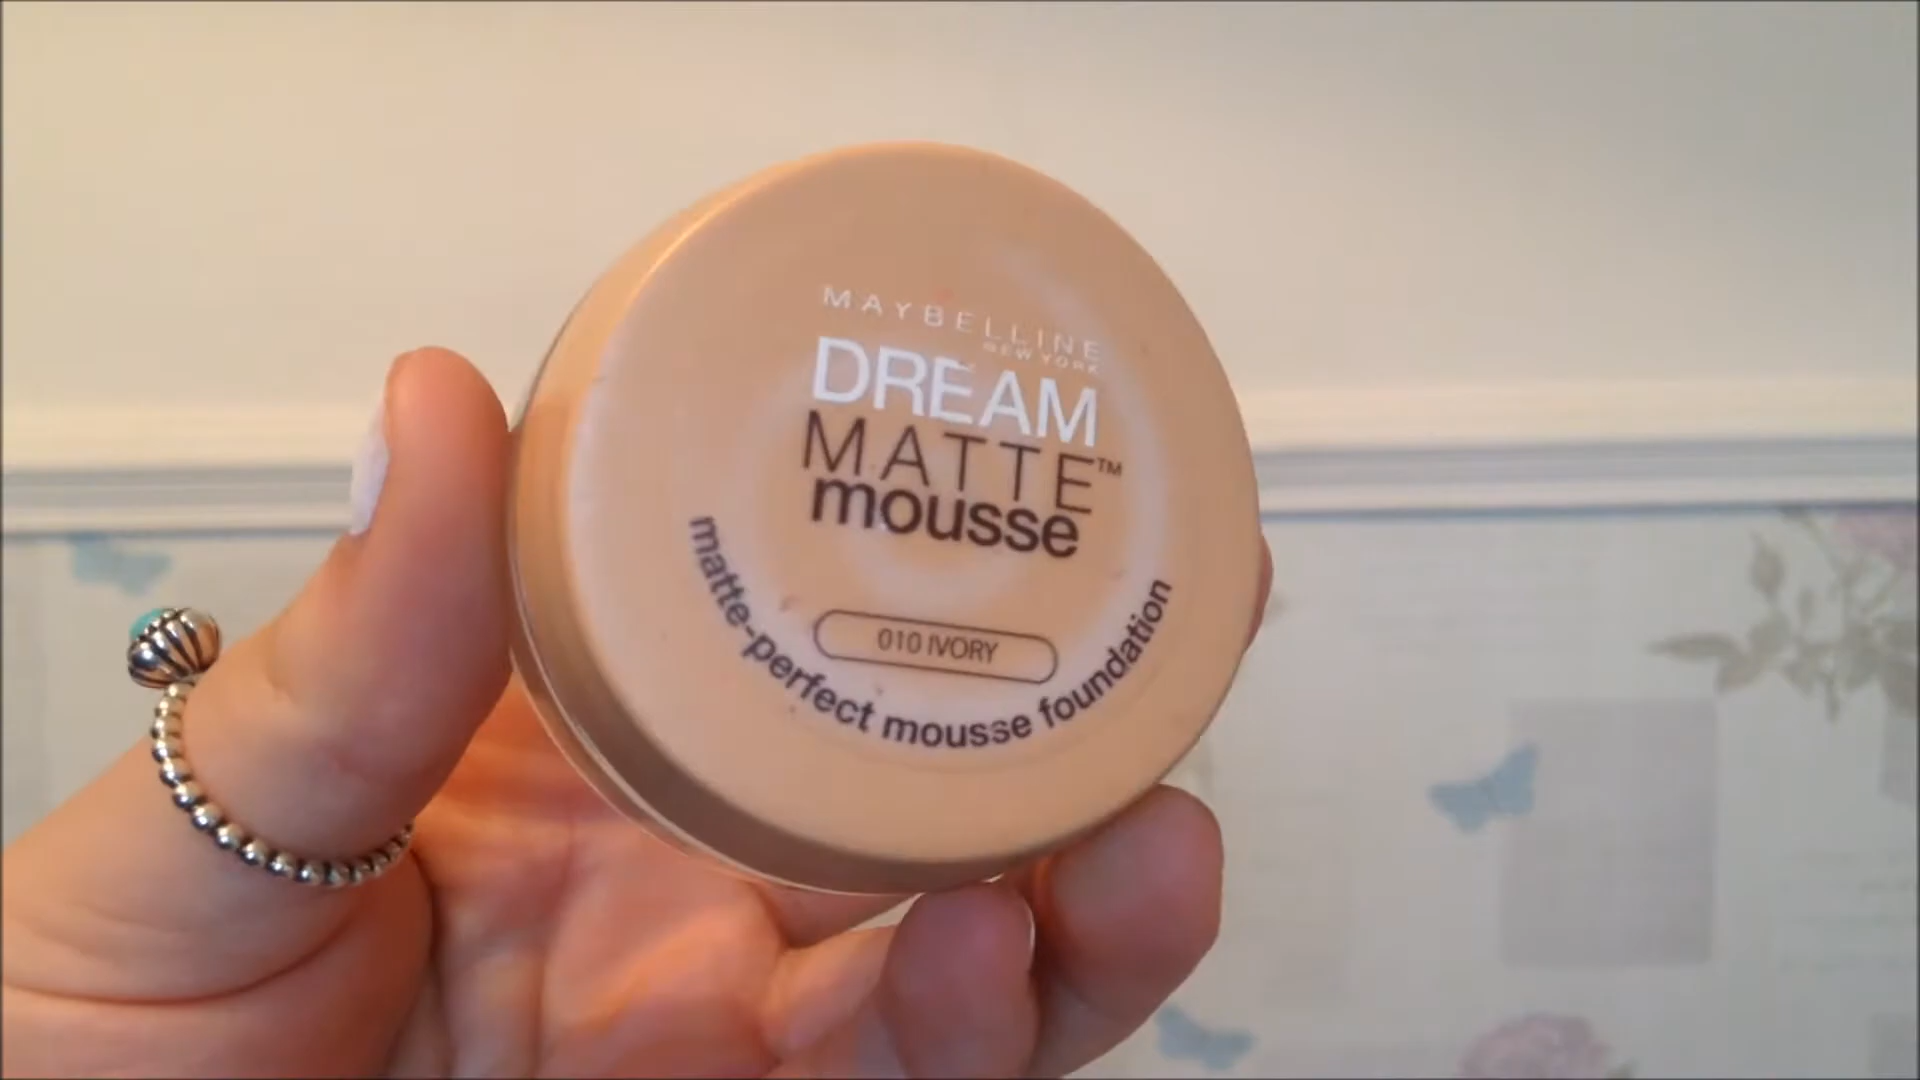 MAYBELLINE
NEW YORK
DREAM
MATTE™
mousse
010 IVORY
matte-perfect mousse foundation